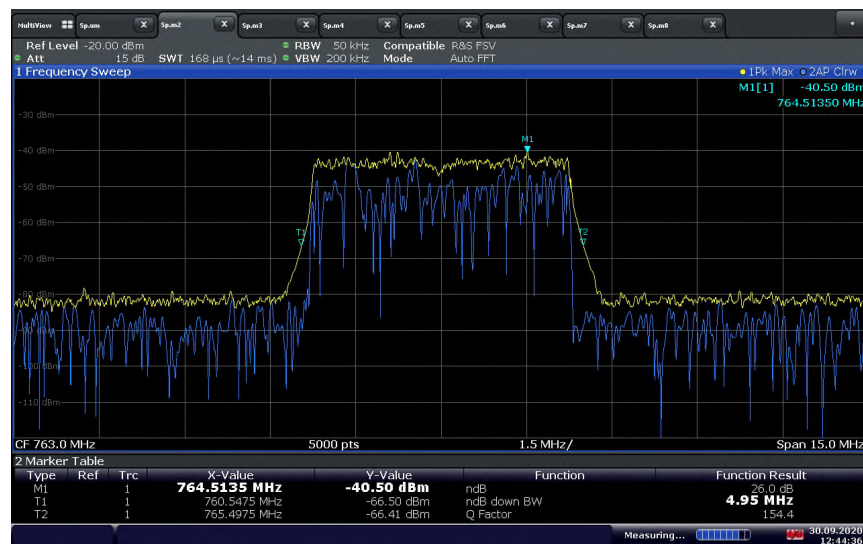 MultiView Sp.um X Sp.m2 X Sp.m3 X Sp.m4 X Sp.m5 X Sp.m6 X Sp.m7 X Sp.m8 X
Ref Level -20.00 dBm RBW 50 kHz Compatible R&S FSV
Att 15 dB SWT 168 µs (~14 ms) VBW 200 kHz Mode Auto FFT
1 Frequency Sweep 1Pk Max 2AP Clrw
M1[1] -40.50 dBm
764.51350 MHz
-30 dBm
M1
-40 dBm
-50 dBm
-60 dBm
T1 T2
-70 dBm
-80 dBm
-90 dBm
-100 dBm
-110 dBm
CF 763.0 MHz 5000 pts 1.5 MHz/ Span 15.0 MHz
2 Marker Table
Type Ref Trc X-Value Y-Value Function Function Result
M1 1 764.5135 MHz -40.50 dBm ndB 26.0 dB
T1 1 760.5475 MHz -66.50 dBm ndB down BW 4.95 MHz
T2 1 765.4975 MHz -66.41 dBm Q Factor 154.4
Measuring... 30.09.2020
12:44:36